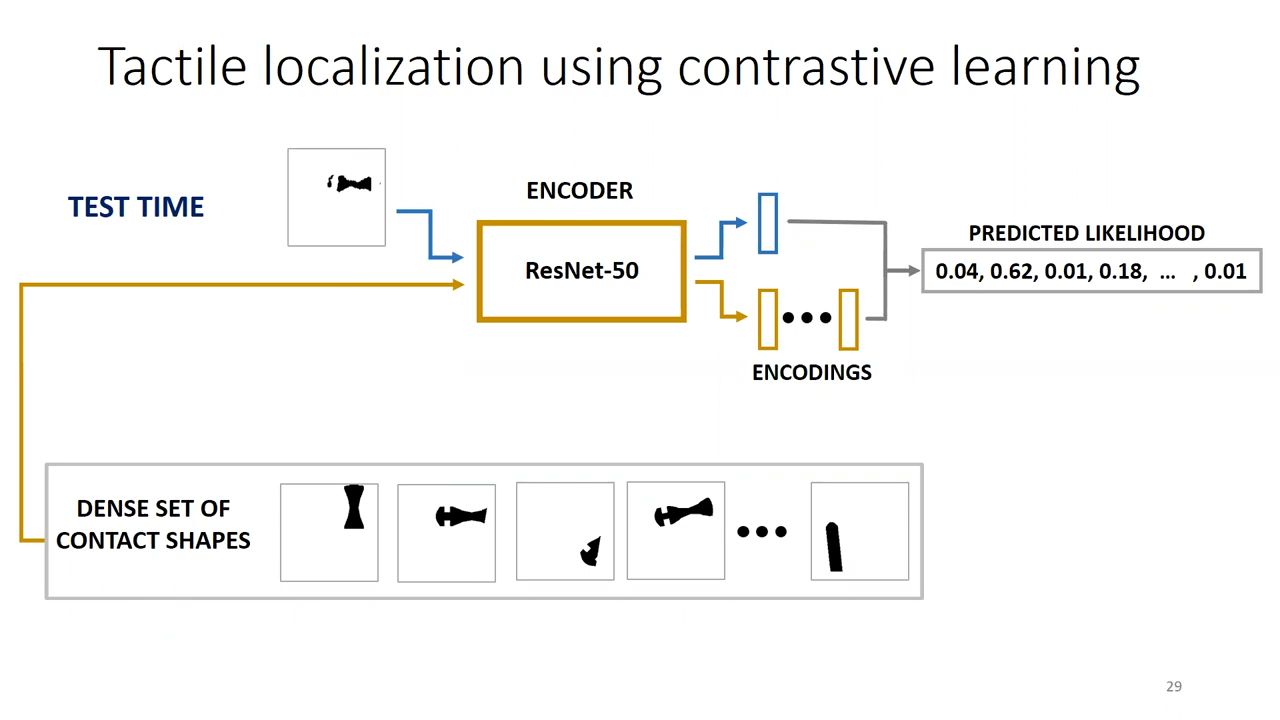 Tactile localization using contrastive learning
TEST TIME
ENCODER
ResNet-50
PREDICTED LIKELIHOOD
0.04, 0.62, 0.01, 0.18, ... , 0.01
ENCODINGS
DENSE SET OF
CONTACT SHAPES
29